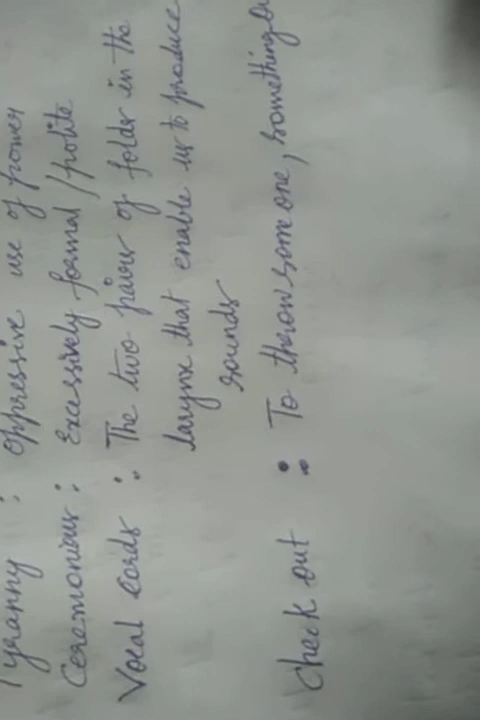 Tyranny : oppressive use of power
Ceremonious : Excessively formal / polite
Vocal Cords : The two pairs of folds in the
larynx that enable us to produce
sounds
Check out : To throw some one, something